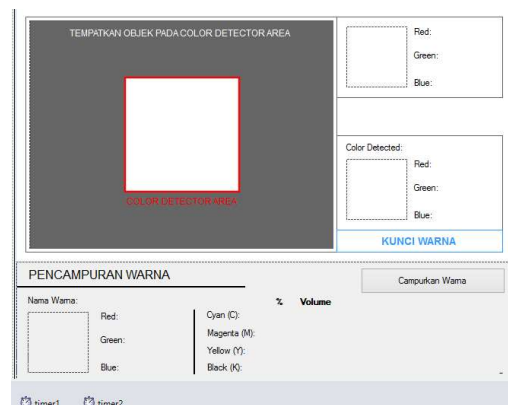 TEMPATKAN OBJEK PADA COLOR DETECTOR AREA
COLOR DETECTOR AREA
Red:
Green:
Blue:
Color Detected:
Red:
Green:
Blue:
KUNCI WARNA
PENCAMPURAN WARNA
Campurkan Warna
Nama Warna:
Red:
Green:
Blue:
% Volume
Cyan (C):
Magenta (M):
Yellow (Y):
Black (K):
timer1 timer2